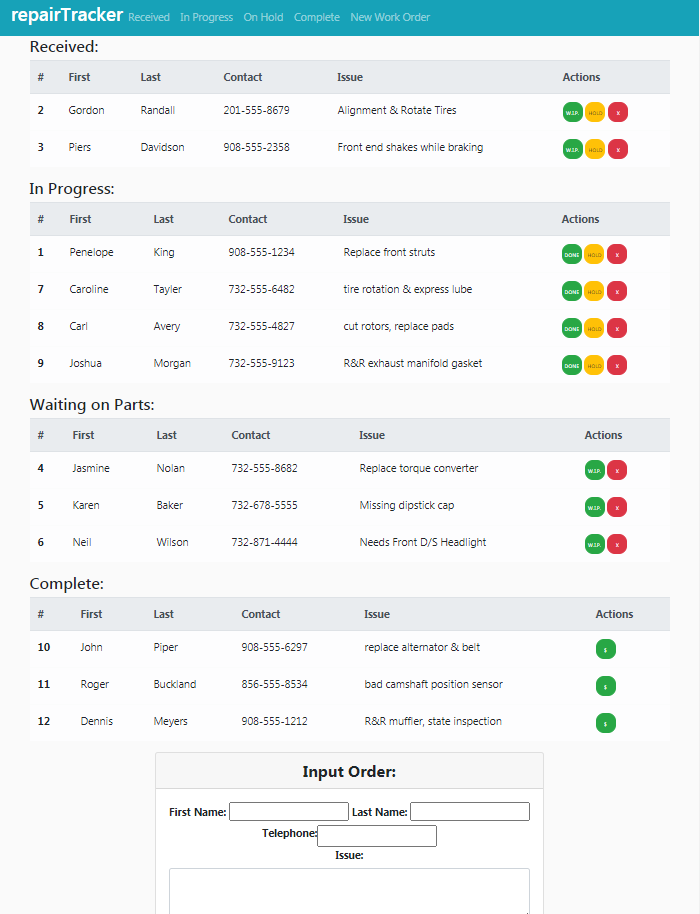 repairTracker Received In Progress On Hold Complete New Work Order
Received:
# First Last Contact Issue Actions
2 Gordon Randall 201-555-8679 Alignment & Rotate Tires W.I.P. HOLD X
3 Piers Davidson 908-555-2358 Front end shakes while braking W.I.P. HOLD X
In Progress:
# First Last Contact Issue Actions
1 Penelope King 908-555-1234 Replace front struts DONE HOLD X
7 Caroline Tayler 732-555-6482 tire rotation & express lube DONE HOLD X
8 Carl Avery 732-555-4827 cut rotors, replace pads DONE HOLD X
9 Joshua Morgan 732-555-9123 R&R exhaust manifold gasket DONE HOLD X
Waiting on Parts:
# First Last Contact Issue Actions
4 Jasmine Nolan 732-555-8682 Replace torque converter W.I.P. X
5 Karen Baker 732-678-5555 Missing dipstick cap W.I.P. X
6 Neil Wilson 732-871-4444 Needs Front D/S Headlight W.I.P. X
Complete:
# First Last Contact Issue Actions
10 John Piper 908-555-6297 replace alternator & belt $
11 Roger Buckland 856-555-8534 bad camshaft position sensor $
12 Dennis Meyers 908-555-1212 R&R muffler, state inspection $
Input Order:
First Name: Last Name:
Telephone:
Issue: